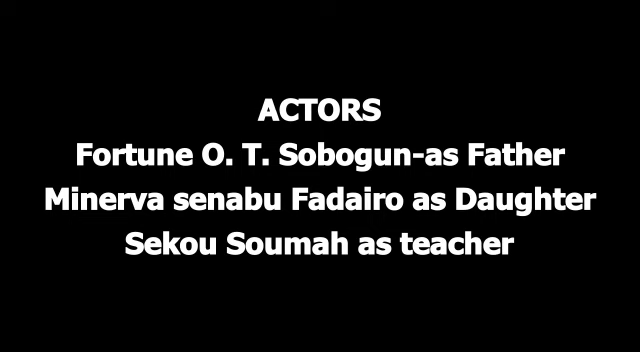 ACTORS
Fortune O. T. Sobogun-as Father
Minerva senabu Fadairo as Daughter
Sekou Soumah as teacher